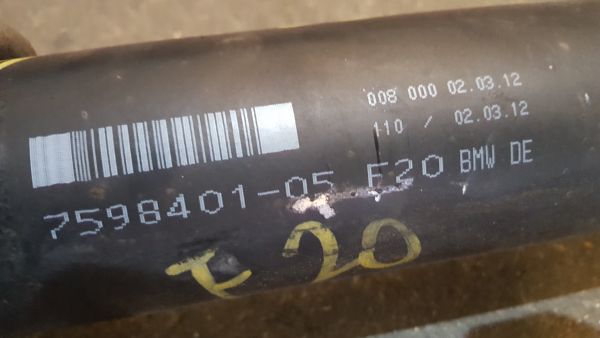 008 000 02.03.12
110 / 02.03.12
7598401-05 F20 BMW DE
F20